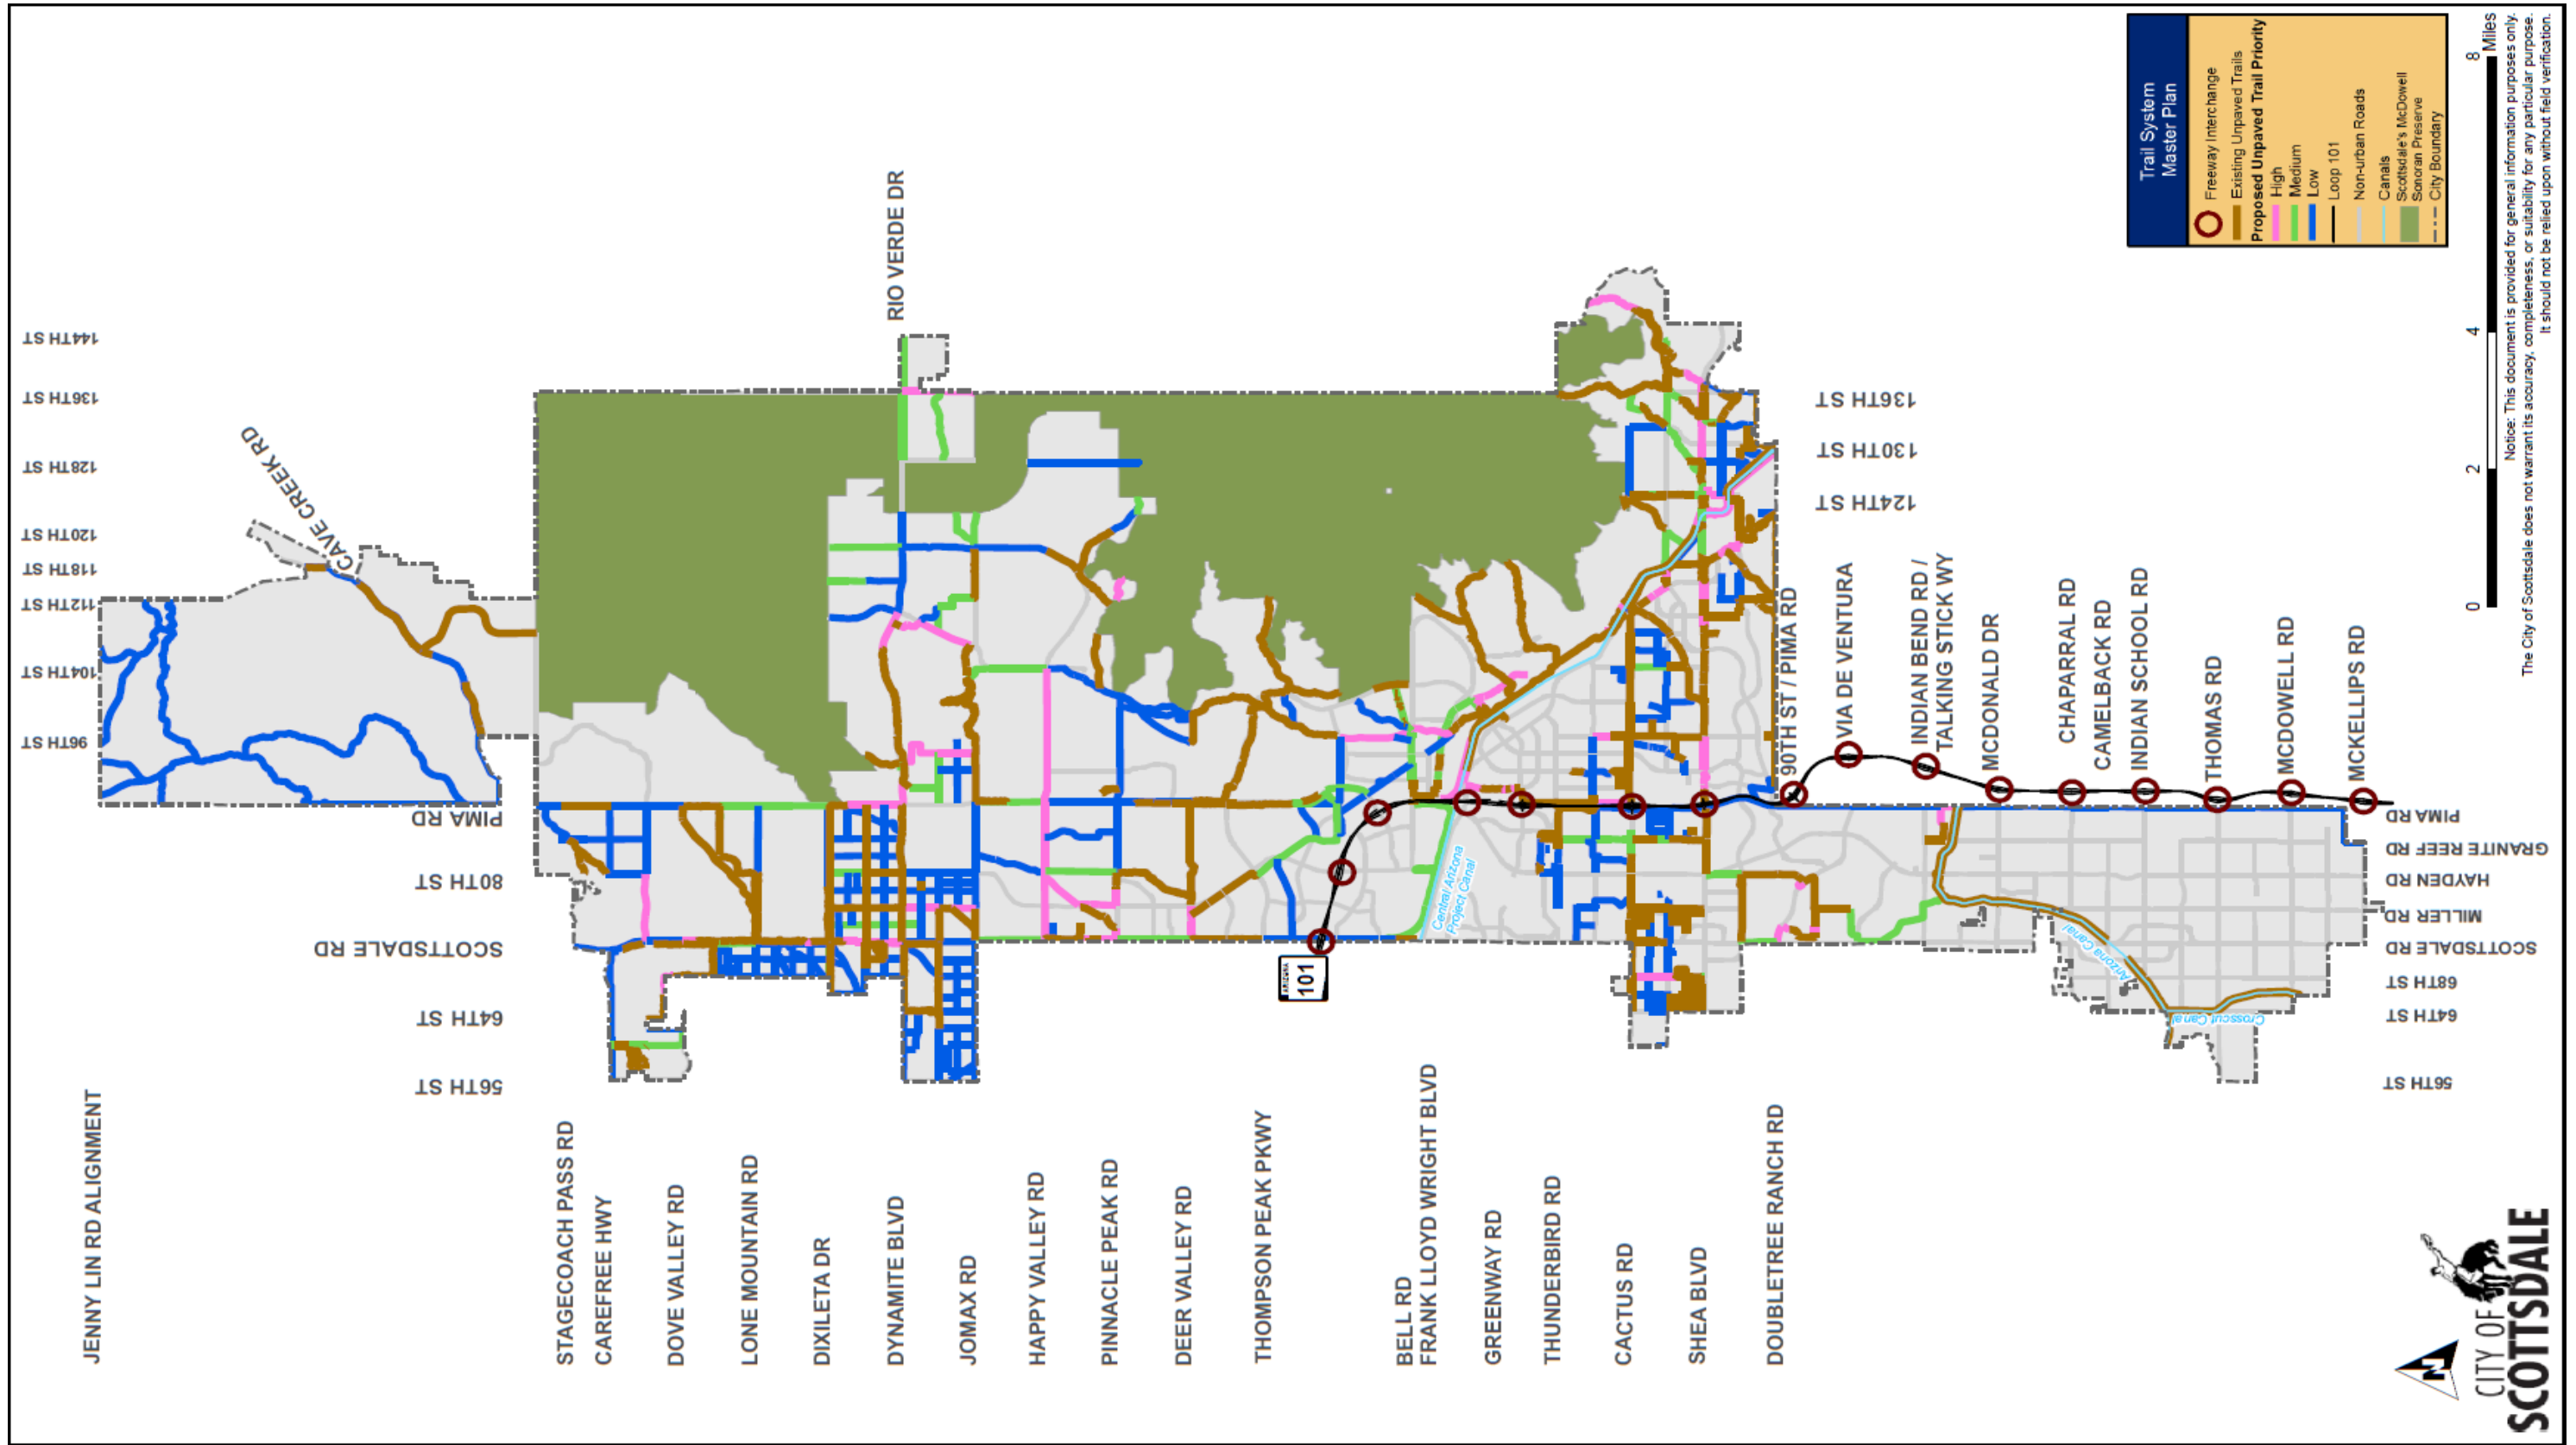 JENNY LIN RD ALIGNMENT
STAGECOACH PASS RD
CAREFREE HWY
DOVE VALLEY RD
LONE MOUNTAIN RD
DIXILETA DR
DYNAMITE BLVD
JOMAX RD
HAPPY VALLEY RD
PINNACLE PEAK RD
DEER VALLEY RD
THOMPSON PEAK PKWY
BELL RD
FRANK LLOYD WRIGHT BLVD
GREENWAY RD
THUNDERBIRD RD
CACTUS RD
SHEA BLVD
DOUBLETREE RANCH RD
56TH ST
64TH ST
SCOTTSDALE RD
80TH ST
PIMA RD
96TH ST
104TH ST
112TH ST
118TH ST
120TH ST
128TH ST
136TH ST
144TH ST
CAVE CREEK RD
RIO VERDE DR
136TH ST
130TH ST
124TH ST
ARIZONA
101
Central Arizona
Project Canal
90TH ST / PIMA RD
VIA DE VENTURA
INDIAN BEND RD /
TALKING STICK WY
MCDONALD DR
CHAPARRAL RD
CAMELBACK RD
INDIAN SCHOOL RD
THOMAS RD
MCDOWELL RD
MCKELLIPS RD
PIMA RD
GRANITE REEF RD
HAYDEN RD
MILLER RD
SCOTTSDALE RD
68TH ST
64TH ST
56TH ST
Arizona Canal
Crosscut Canal
Trail System
Master Plan
Freeway Interchange
Existing Unpaved Trails
Proposed Unpaved Trail Priority
High
Medium
Low
Loop 101
Non-urban Roads
Canals
Scottsdale's McDowell
Sonoran Preserve
City Boundary
0 2 4 8
Miles
Notice: This document is provided for general information purposes only.
The City of Scottsdale does not warrant its accuracy, completeness, or suitability for any particular purpose.
It should not be relied upon without field verification.
N
CITY OF
SCOTTSDALE